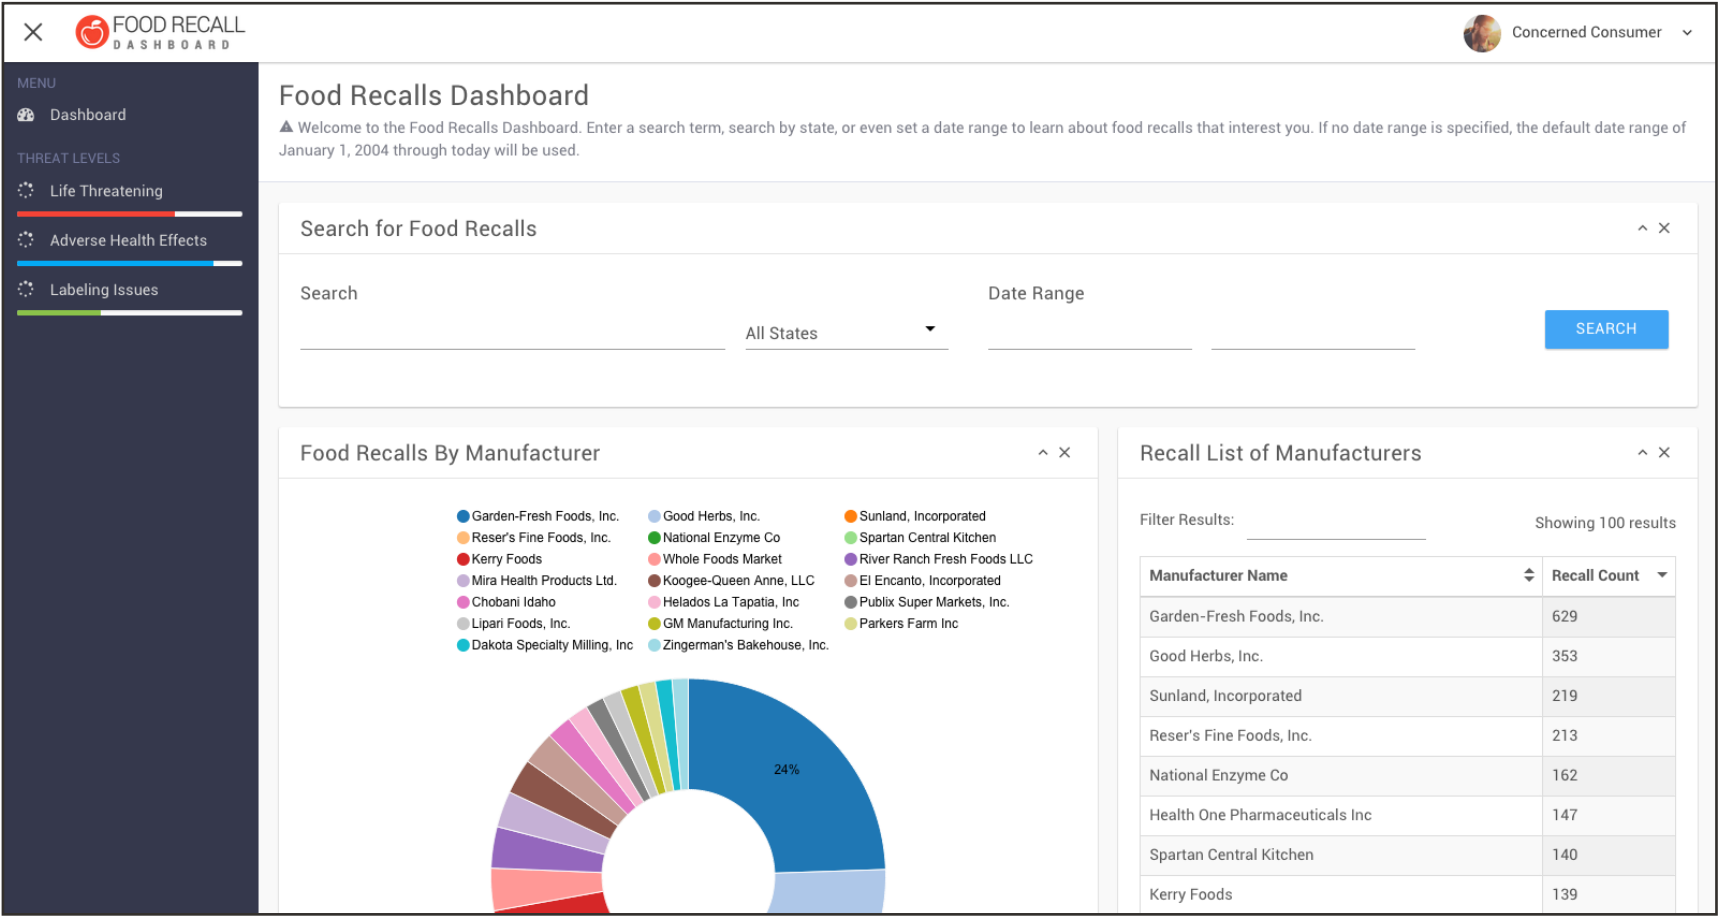 FOOD RECALL
DASHBOARD
Concerned Consumer
MENU
Dashboard
THREAT LEVELS
Life Threatening
Adverse Health Effects
Labeling Issues
Food Recalls Dashboard
Welcome to the Food Recalls Dashboard. Enter a search term, search by state, or even set a date range to learn about food recalls that interest you. If no date range is specified, the default date range of
January 1, 2004 through today will be used.
Search for Food Recalls
Search
Date Range
All States
SEARCH
Food Recalls By Manufacturer
Garden-Fresh Foods, Inc.
Good Herbs, Inc.
Sunland, Incorporated
Reser's Fine Foods, Inc.
National Enzyme Co
Spartan Central Kitchen
Kerry Foods
Whole Foods Market
River Ranch Fresh Foods LLC
Mira Health Products Ltd.
Koogee-Queen Anne, LLC
El Encanto, Incorporated
Chobani Idaho
Helados La Tapatia, Inc
Publix Super Markets, Inc.
Lipari Foods, Inc.
GM Manufacturing Inc.
Parkers Farm Inc
Dakota Specialty Milling, Inc
Zingerman's Bakehouse, Inc.
24%
Recall List of Manufacturers
Filter Results:
Showing 100 results
Manufacturer Name Recall Count
Garden-Fresh Foods, Inc. 629
Good Herbs, Inc. 353
Sunland, Incorporated 219
Reser's Fine Foods, Inc. 213
National Enzyme Co 162
Health One Pharmaceuticals Inc 147
Spartan Central Kitchen 140
Kerry Foods 139